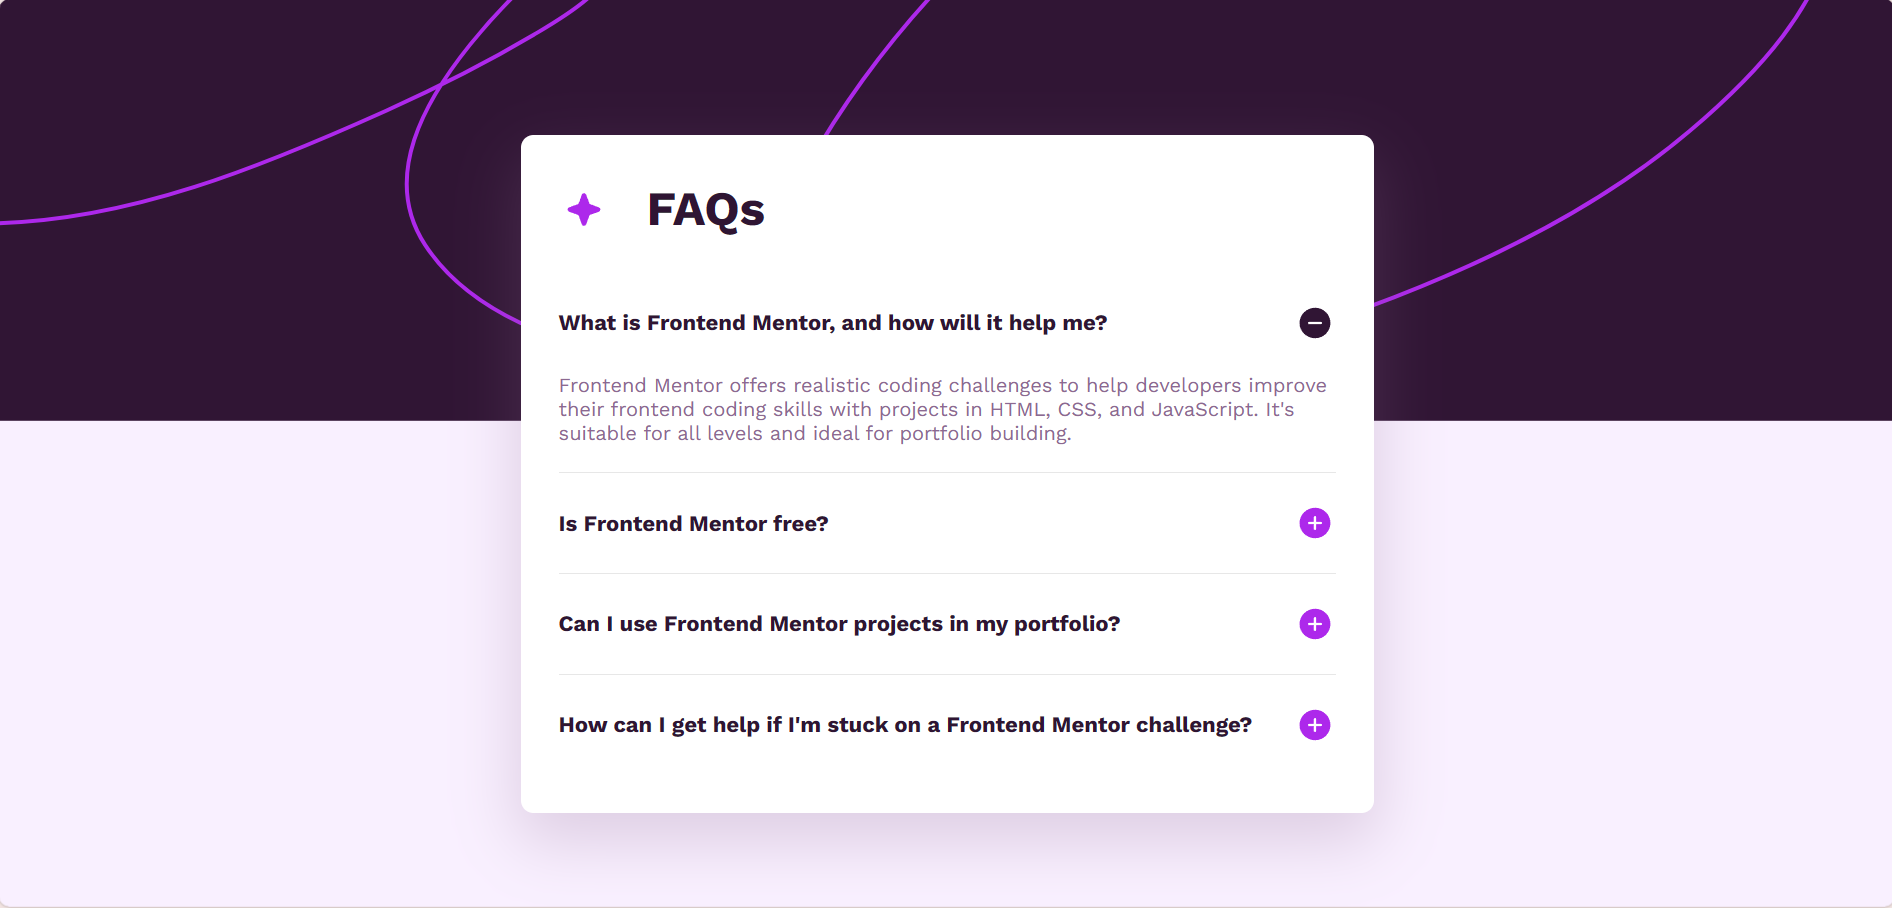 FAQs
What is Frontend Mentor, and how will it help me?
Frontend Mentor offers realistic coding challenges to help developers improve
their frontend coding skills with projects in HTML, CSS, and JavaScript. It's
suitable for all levels and ideal for portfolio building.
Is Frontend Mentor free?
Can I use Frontend Mentor projects in my portfolio?
How can I get help if I'm stuck on a Frontend Mentor challenge?